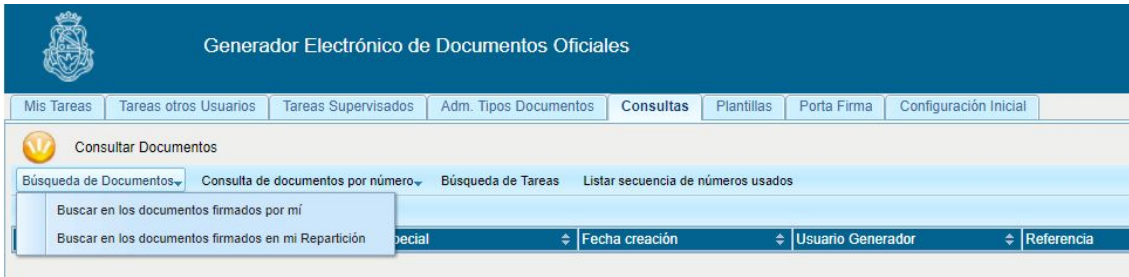 Generador Electrónico de Documentos Oficiales
Mis Tareas Tareas otros Usuarios Tareas Supervisados Adm. Tipos Documentos Consultas Plantillas Porta Firma Configuración Inicial
Consultar Documentos
Búsqueda de Documentos Consulta de documentos por número Búsqueda de Tareas Listar secuencia de números usados
Buscar en los documentos firmados por mí
Buscar en los documentos firmados en mi Repartición
Fecha creación Usuario Generador Referencia